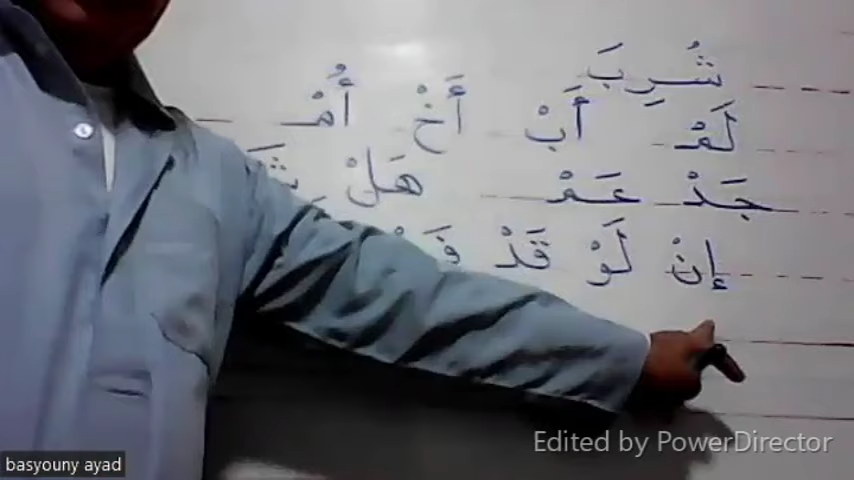 شُرِبَ
لَمْ أَبْ أَخْ أُمْ
جَدْ عَمْ هَلْ
إِنْ لَوْ قَدْ
Edited by PowerDirector
basyouny ayad